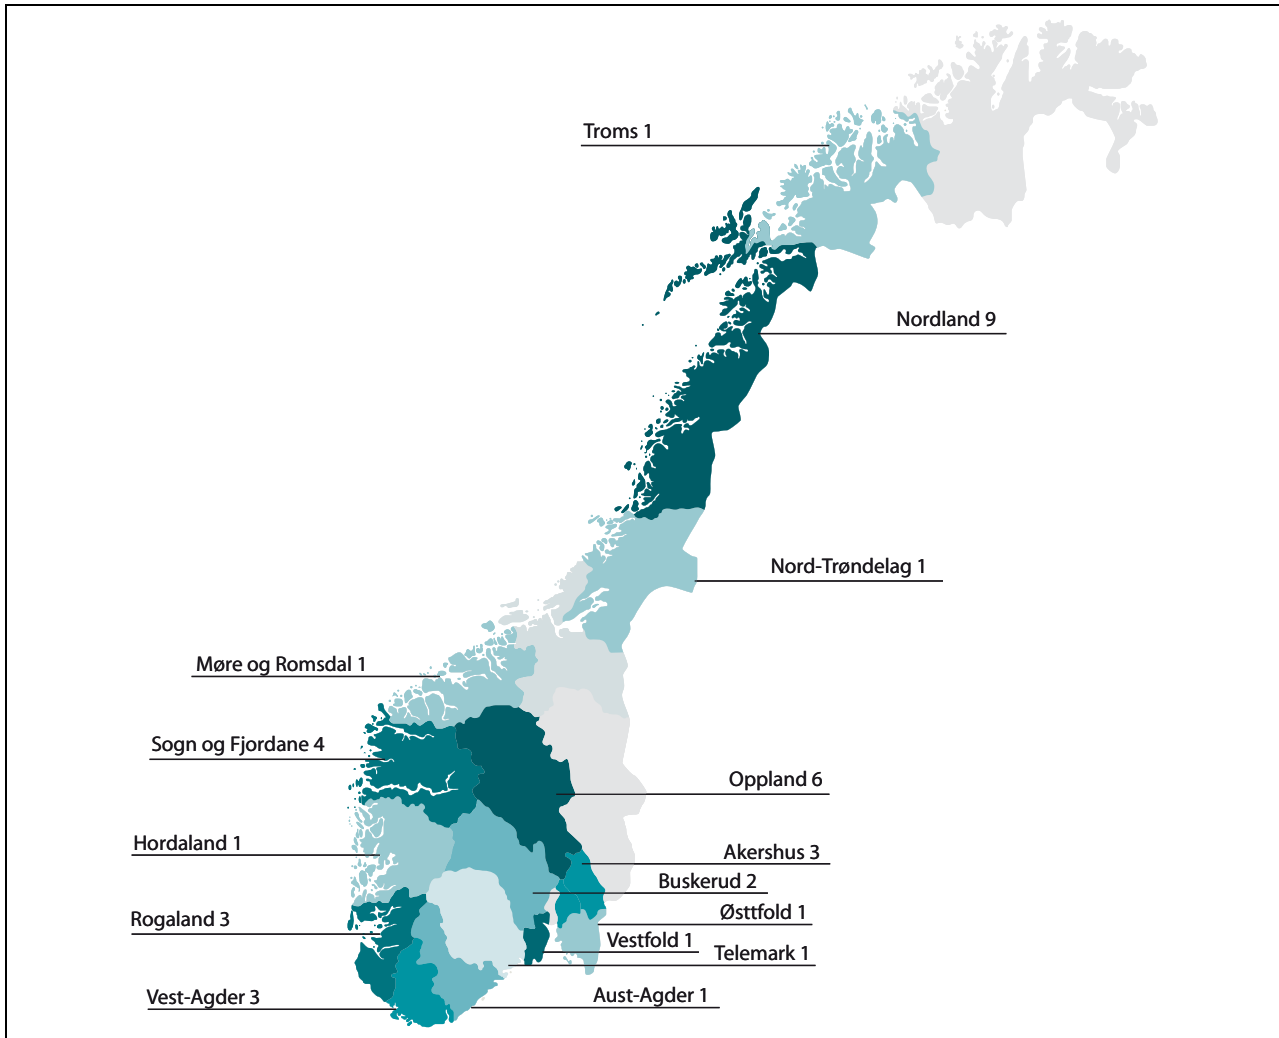 Troms 1
Nordland 9
Nord-Trøndelag 1
Møre og Romsdal 1
Sogn og Fjordane 4
Oppland 6
Hordaland 1
Akershus 3
Buskerud 2
Rogaland 3
Østtfold 1
Vestfold 1
Telemark 1
Vest-Agder 3
Aust-Agder 1